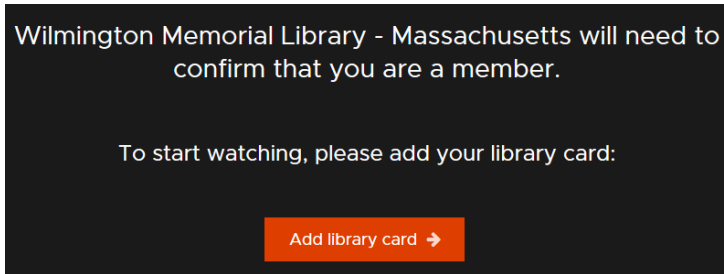 Wilmington Memorial Library - Massachusetts will need to
confirm that you are a member.
To start watching, please add your library card:
Add library card